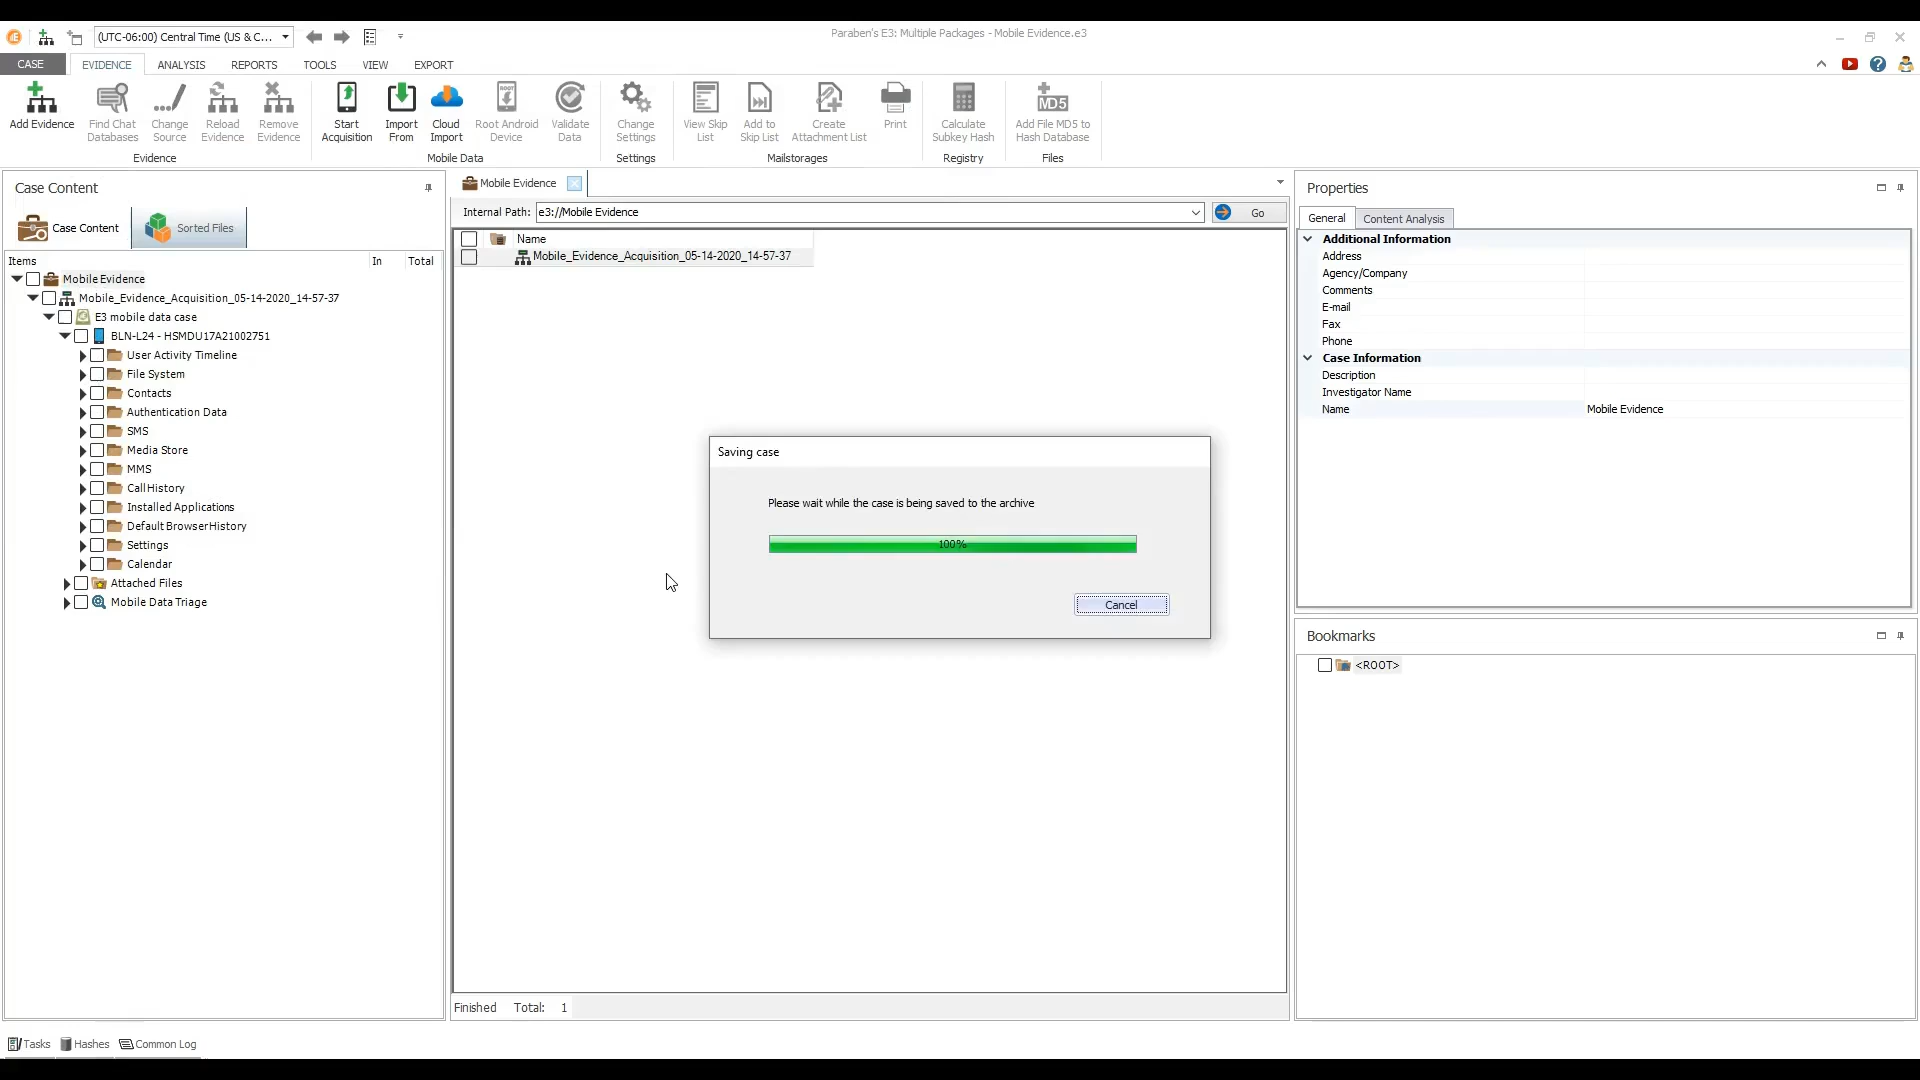 (UTC-06:00) Central Time (US & C...
Paraben's E3: Multiple Packages - Mobile Evidence.e3
CASE EVIDENCE ANALYSIS REPORTS TOOLS VIEW EXPORT
Add Evidence
Find Chat Databases
Change Source
Reload Evidence
Remove Evidence
Evidence
Start Acquisition
Import From
Cloud Import
Root Android Device
Validate Data
Mobile Data
Change Settings
Settings
View Skip List
Add to Skip List
Create Attachment List
Print
Mailstorages
Calculate Subkey Hash
Registry
MD5
Add File MD5 to Hash Database
Files
Case Content
Case Content
Sorted Files
Items In Total
Mobile Evidence
Mobile_Evidence_Acquisition_05-14-2020_14-57-37
E3 mobile data case
BLN-L24 - HSMDU17A21002751
User Activity Timeline
File System
Contacts
Authentication Data
SMS
Media Store
MMS
Call History
Installed Applications
Default Browser History
Settings
Calendar
Attached Files
Mobile Data Triage
Mobile Evidence
Internal Path: e3://Mobile Evidence
Go
Name
Mobile_Evidence_Acquisition_05-14-2020_14-57-37
Saving case
Please wait while the case is being saved to the archive
100%
Cancel
Finished Total: 1
Properties
General Content Analysis
Additional Information
Address
Agency/Company
Comments
E-mail
Fax
Phone
Case Information
Description
Investigator Name
Name Mobile Evidence
Bookmarks
<ROOT>
Tasks Hashes Common Log